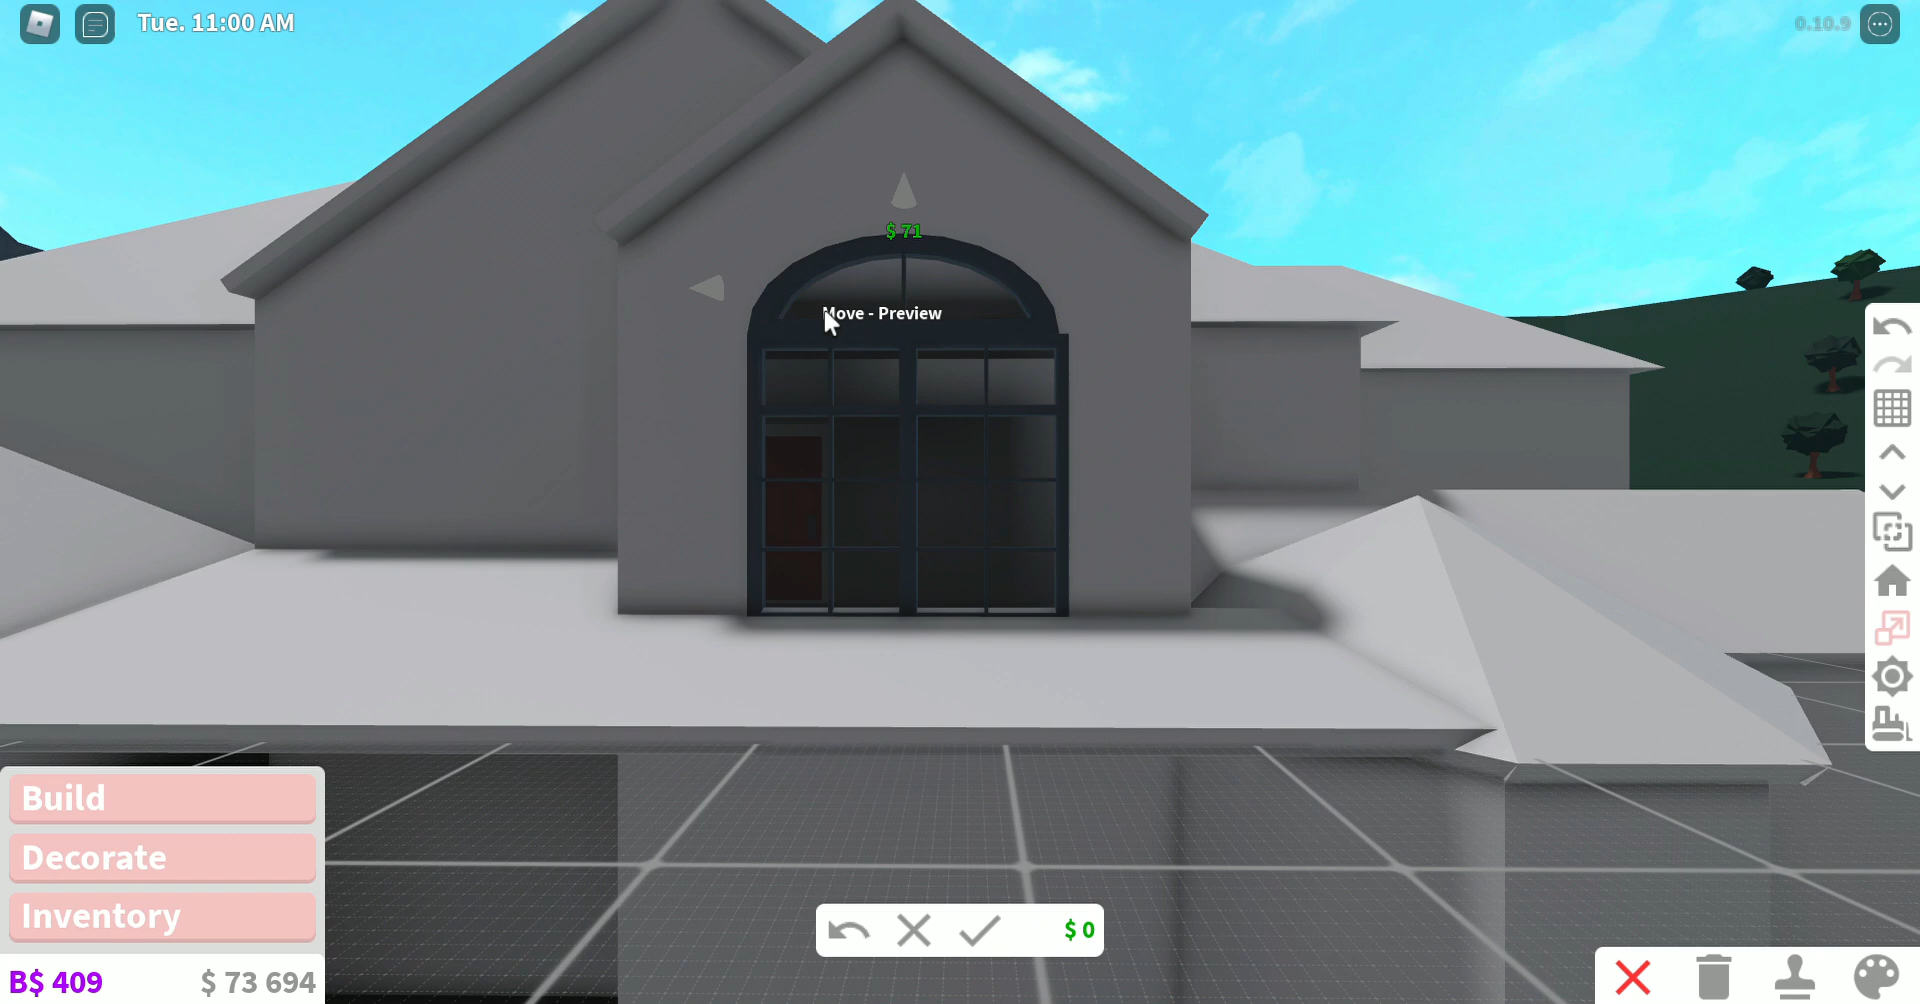 Tue. 11:00 AM
0.10.9
$ 71
Move - Preview
Build
Decorate
Inventory
$ 0
B$ 409
$ 73 694